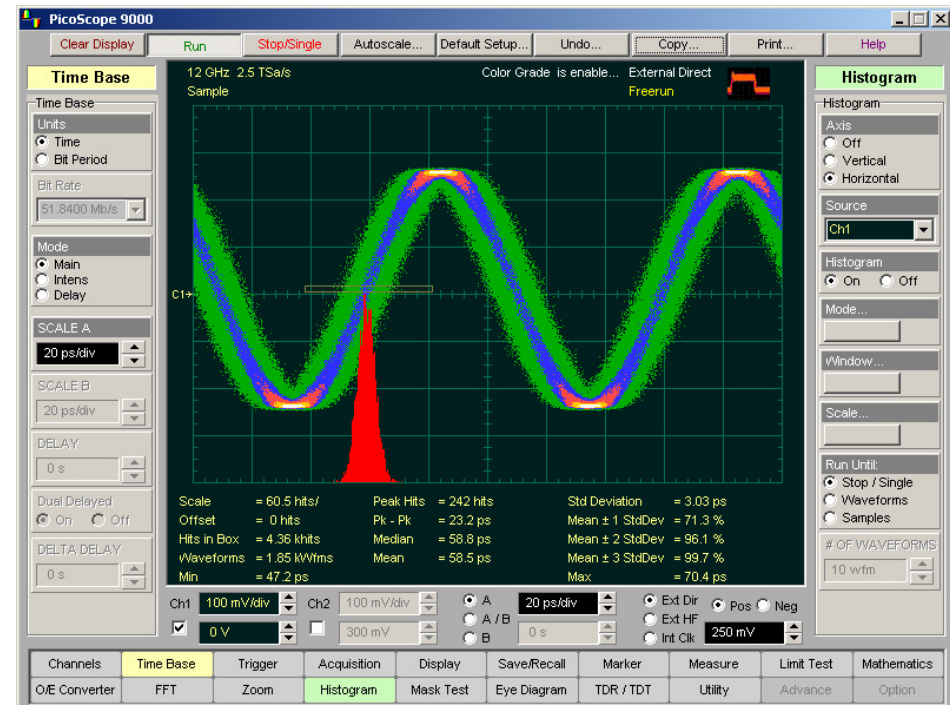 PicoScope 9000
Clear Display Run Stop/Single Autoscale... Default Setup... Undo... Copy... Print... Help
Time Base
12 GHz 2.5 TSa/s Color Grade is enable... External Direct
Sample Freerun
Histogram
Time Base
Units
Time
Bit Period
Bit Rate
51.8400 Mb/s
Mode
Main
Intens
Delay
SCALE A
20 ps/div
SCALE B
20 ps/div
DELAY
0 s
Dual Delayed
On Off
DELTA DELAY
0 s
C1
Scale = 60.5 hits/ Peak Hits = 242 hits Std Deviation = 3.03 ps
Offset = 0 hits Pk - Pk = 23.2 ps Mean ± 1 StdDev = 71.3 %
Hits in Box = 4.36 khits Median = 58.8 ps Mean ± 2 StdDev = 96.1 %
Waveforms = 1.85 kWfms Mean = 58.5 ps Mean ± 3 StdDev = 99.7 %
Min = 47.2 ps Max = 70.4 ps
Histogram
Axis
Off
Vertical
Horizontal
Source
Ch1
Histogram
On Off
Mode...
Window...
Scale...
Run Until:
Stop / Single
Waveforms
Samples
# OF WAVEFORMS
10 wfm
Ch1 100 mV/div Ch2 100 mV/div A 20 ps/div Ext Dir Pos Neg
A / B Ext HF
0 V 300 mV B 0 s Int Clk 250 mV
Channels Time Base Trigger Acquisition Display Save/Recall Marker Measure Limit Test Mathematics
O/E Converter FFT Zoom Histogram Mask Test Eye Diagram TDR / TDT Utility Advance Option